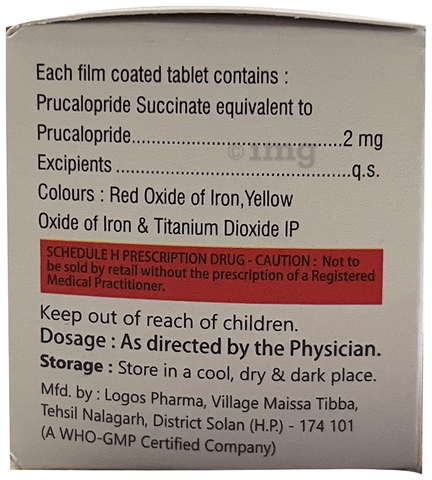 Each film coated tablet contains :
Prucalopride Succinate equivalent to
Prucalopride..........................................2 mg
Excipients ..............................................q.s.
©img
Colours : Red Oxide of Iron,Yellow
Oxide of Iron & Titanium Dioxide IP
SCHEDULE H PRESCRIPTION DRUG - CAUTION : Not to
be sold by retail without the prescription of a Registered
Medical Practitioner.
Keep out of reach of children.
Dosage : As directed by the Physician.
Storage : Store in a cool, dry & dark place.
Mfd. by : Logos Pharma, Village Maissa Tibba,
Tehsil Nalagarh, District Solan (H.P.) - 174 101
(A WHO-GMP Certified Company)